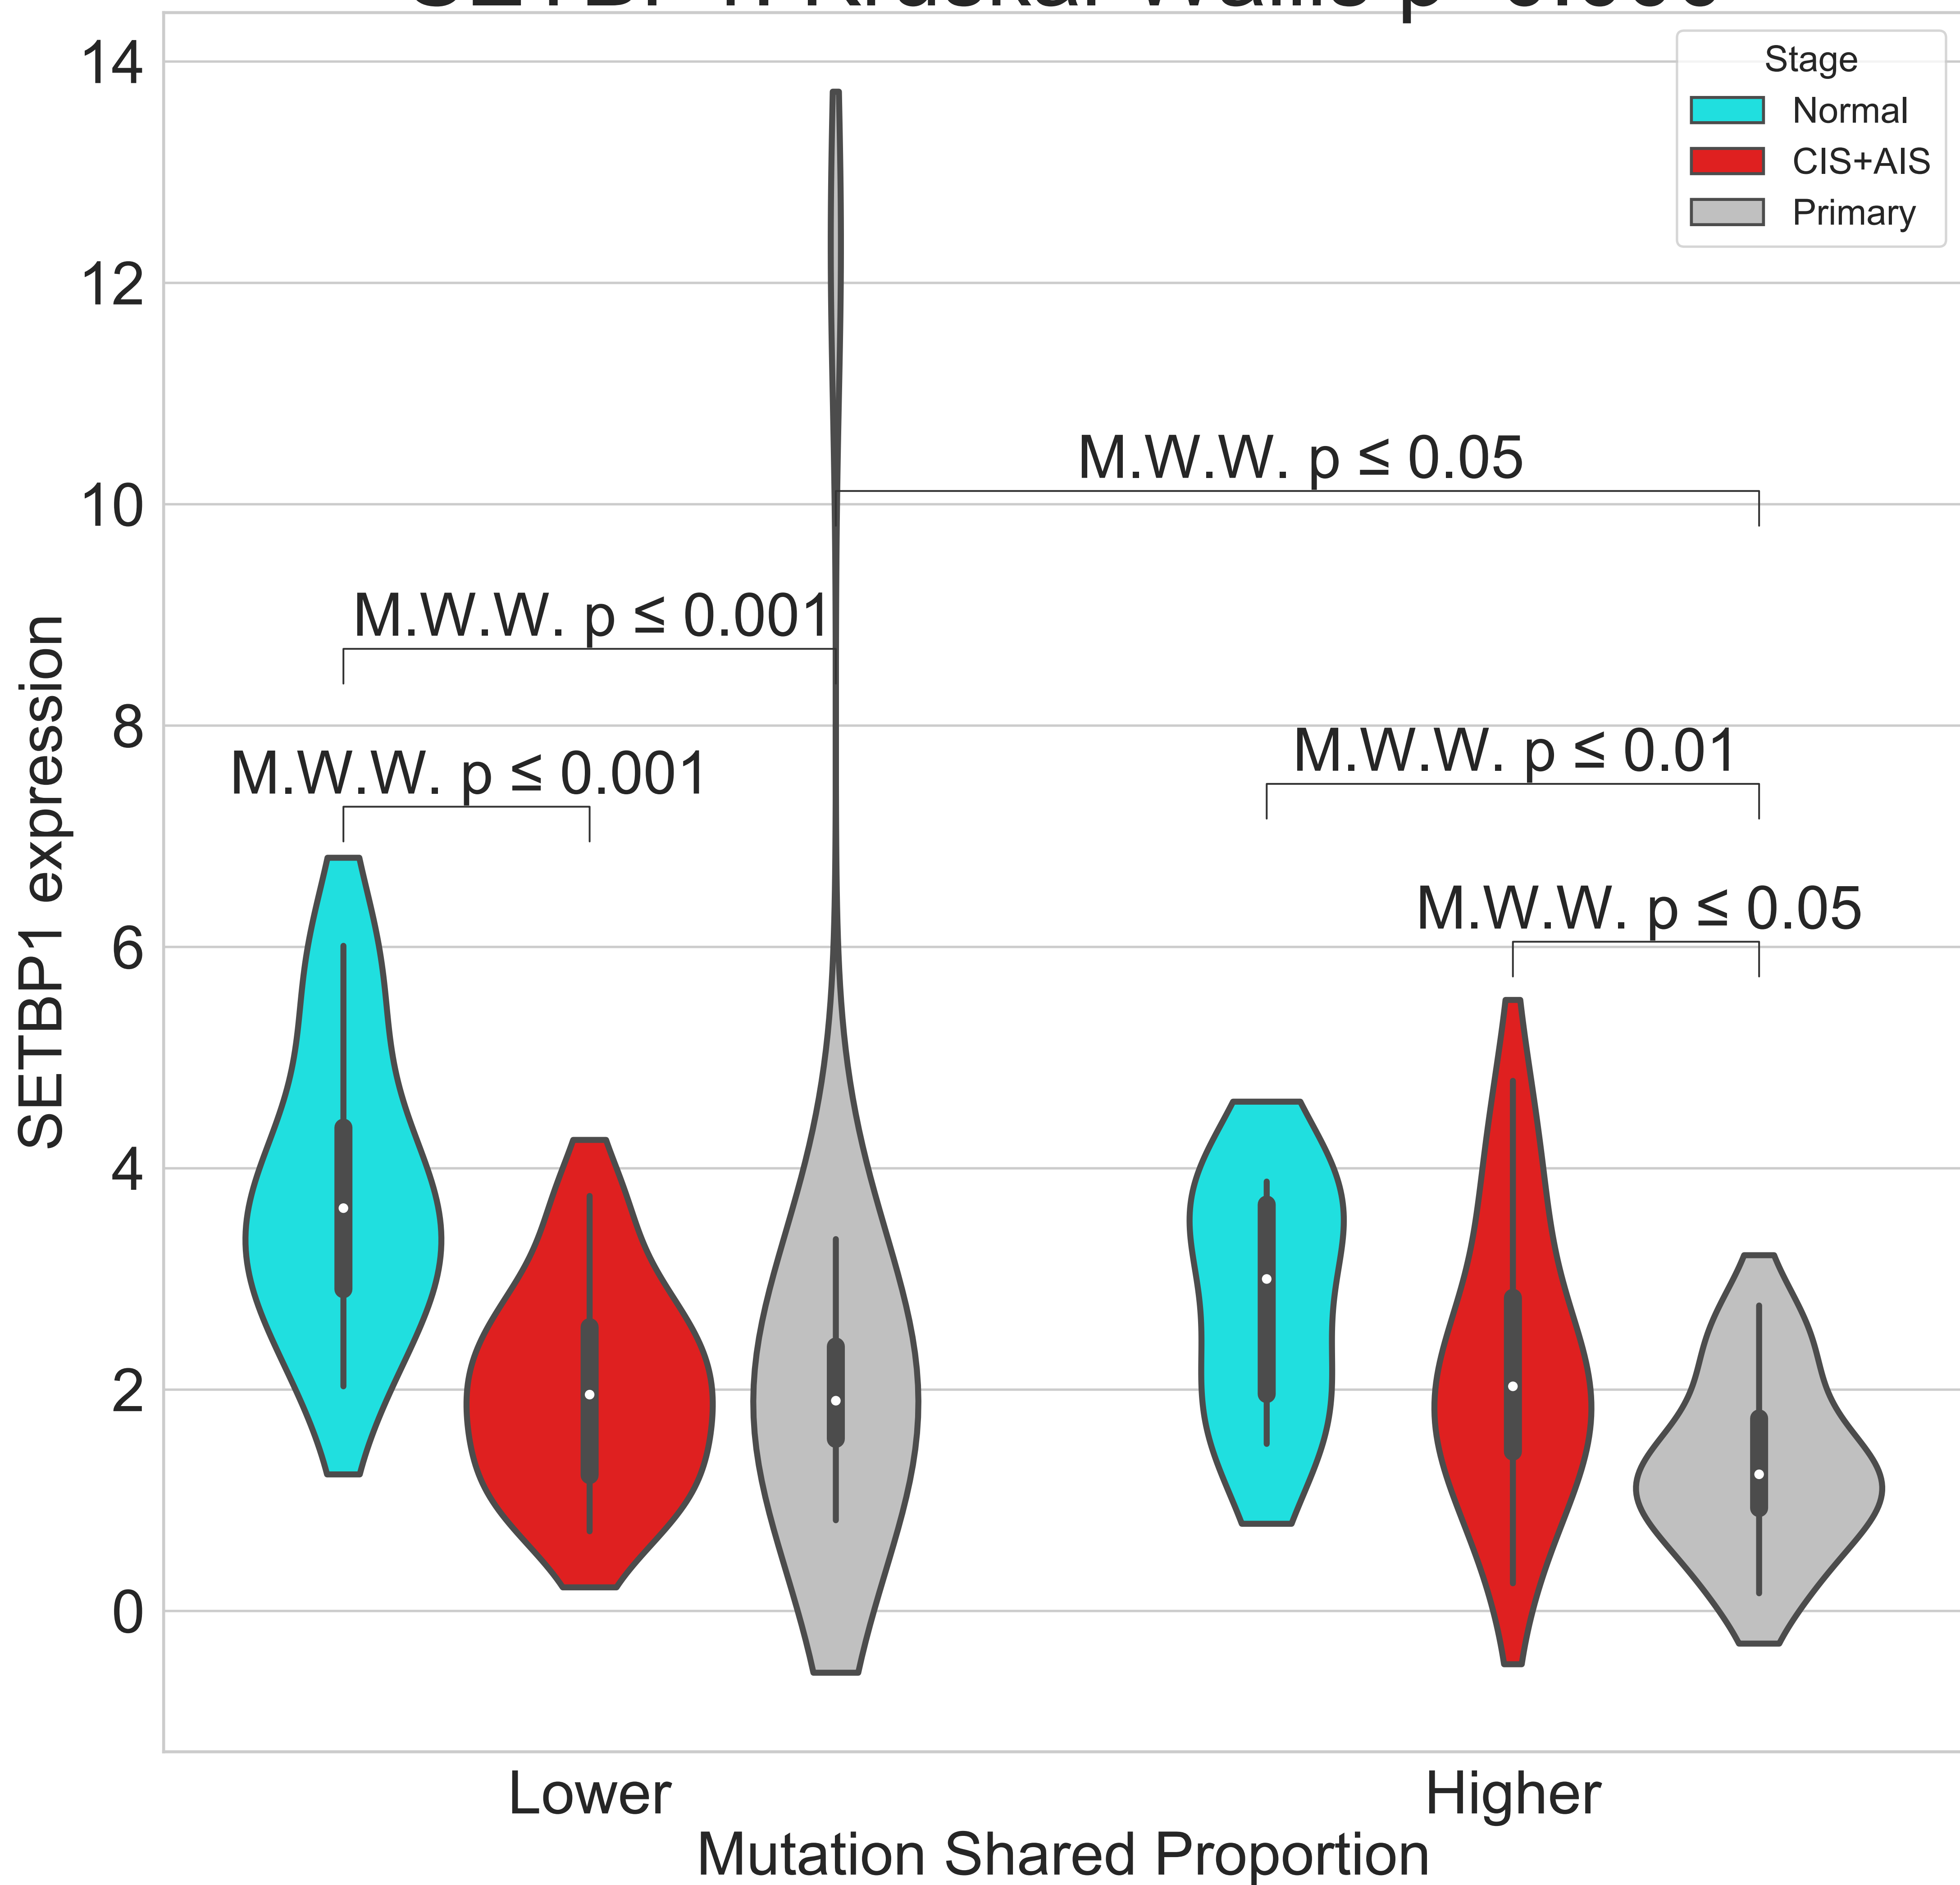 Stage
Normal
CIS+AIS
Primary
14
12
10
8
6
4
2
0
SETBP1 expression
M.W.W. p ≤ 0.05
M.W.W. p ≤ 0.001
M.W.W. p ≤ 0.001
M.W.W. p ≤ 0.01
M.W.W. p ≤ 0.05
Lower
Higher
Mutation Shared Proportion